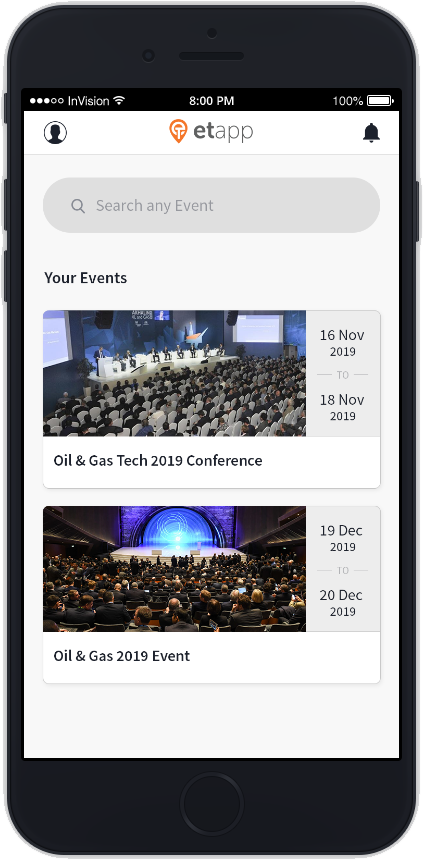 InVision
8:00 PM
100%
etapp
Search any Event
Your Events
16 Nov
2019
TO
18 Nov
2019
Oil & Gas Tech 2019 Conference
19 Dec
2019
TO
20 Dec
2019
Oil & Gas 2019 Event